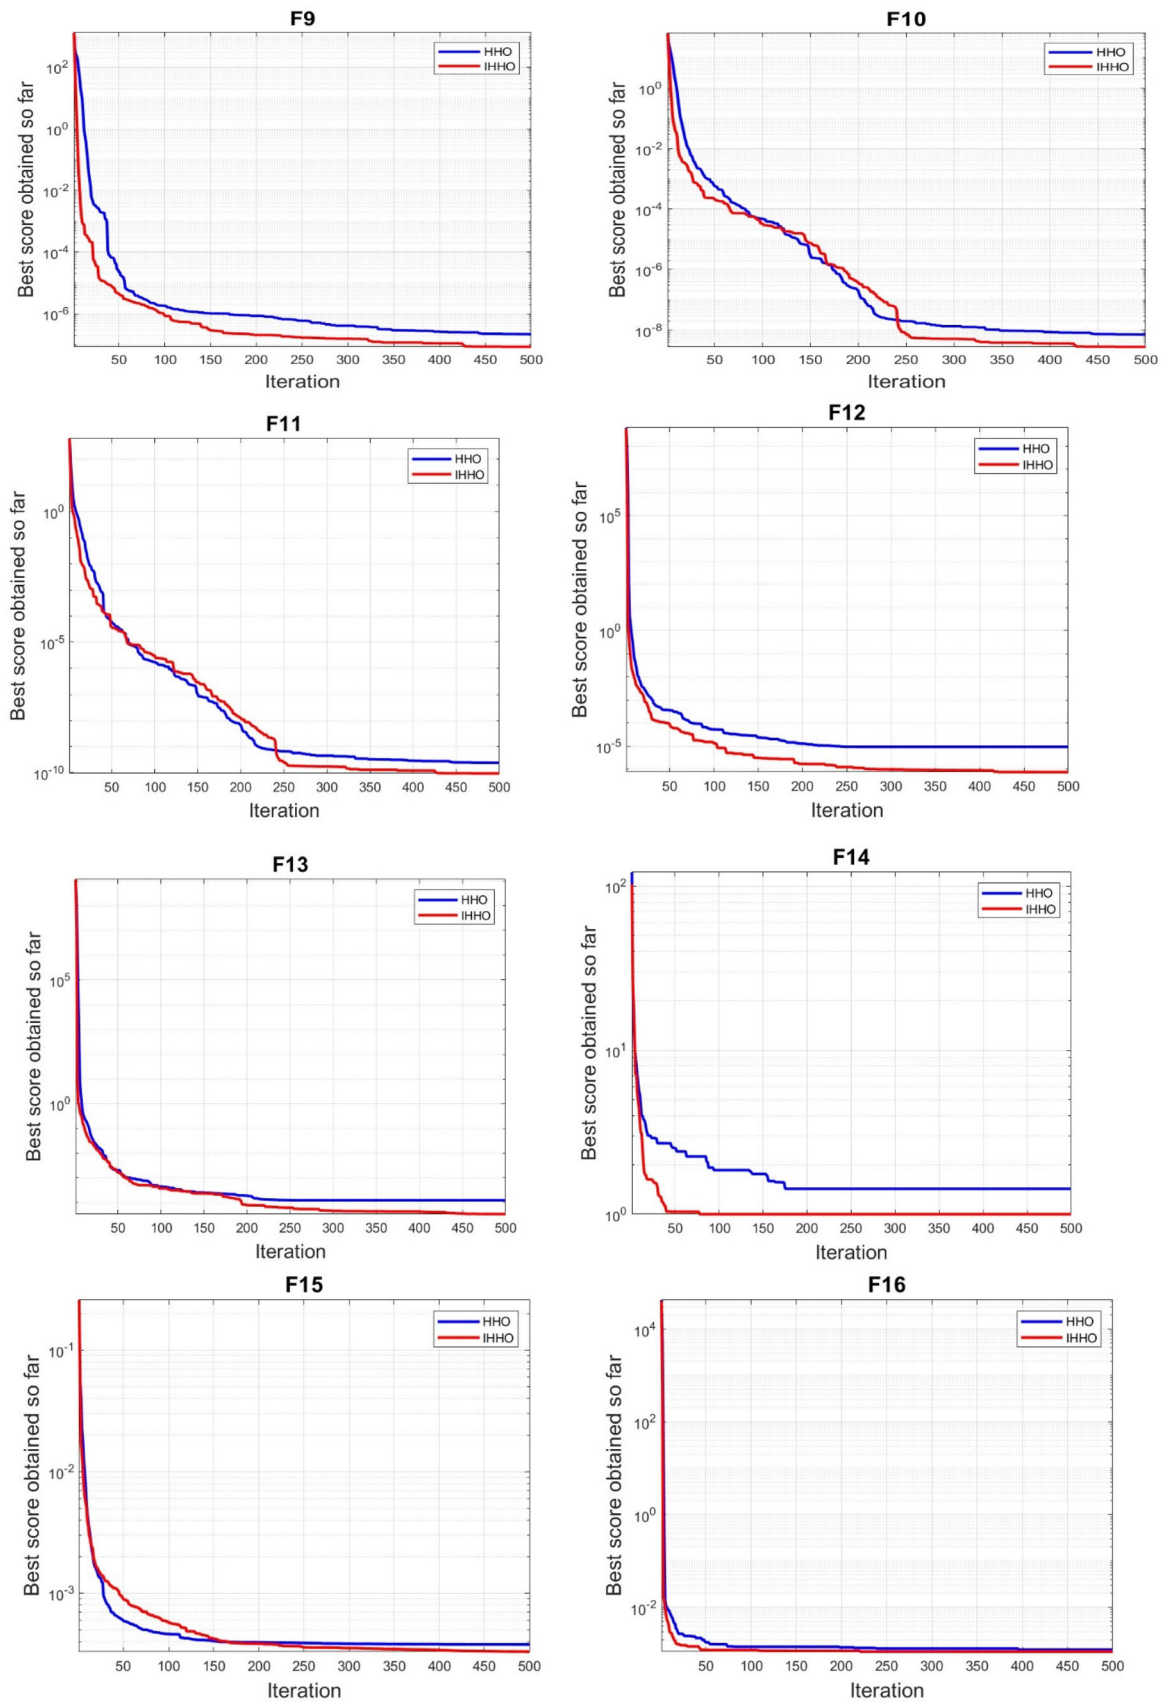 F9
HHO
IHHO
Best score obtained so far
10^2
10^0
10^-2
10^-4
10^-6
50 100 150 200 250 300 350 400 450 500
Iteration
F10
HHO
IHHO
Best score obtained so far
10^0
10^-2
10^-4
10^-6
10^-8
50 100 150 200 250 300 350 400 450 500
Iteration
F11
HHO
IHHO
Best score obtained so far
10^0
10^-5
10^-10
50 100 150 200 250 300 350 400 450 500
Iteration
F12
HHO
IHHO
Best score obtained so far
10^5
10^0
10^-5
50 100 150 200 250 300 350 400 450 500
Iteration
F13
HHO
IHHO
Best score obtained so far
10^5
10^0
50 100 150 200 250 300 350 400 450 500
Iteration
F14
HHO
IHHO
Best score obtained so far
10^2
10^1
10^0
50 100 150 200 250 300 350 400 450 500
Iteration
F15
HHO
IHHO
Best score obtained so far
10^-1
10^-2
10^-3
50 100 150 200 250 300 350 400 450 500
Iteration
F16
HHO
IHHO
Best score obtained so far
10^4
10^2
10^0
10^-2
50 100 150 200 250 300 350 400 450 500
Iteration